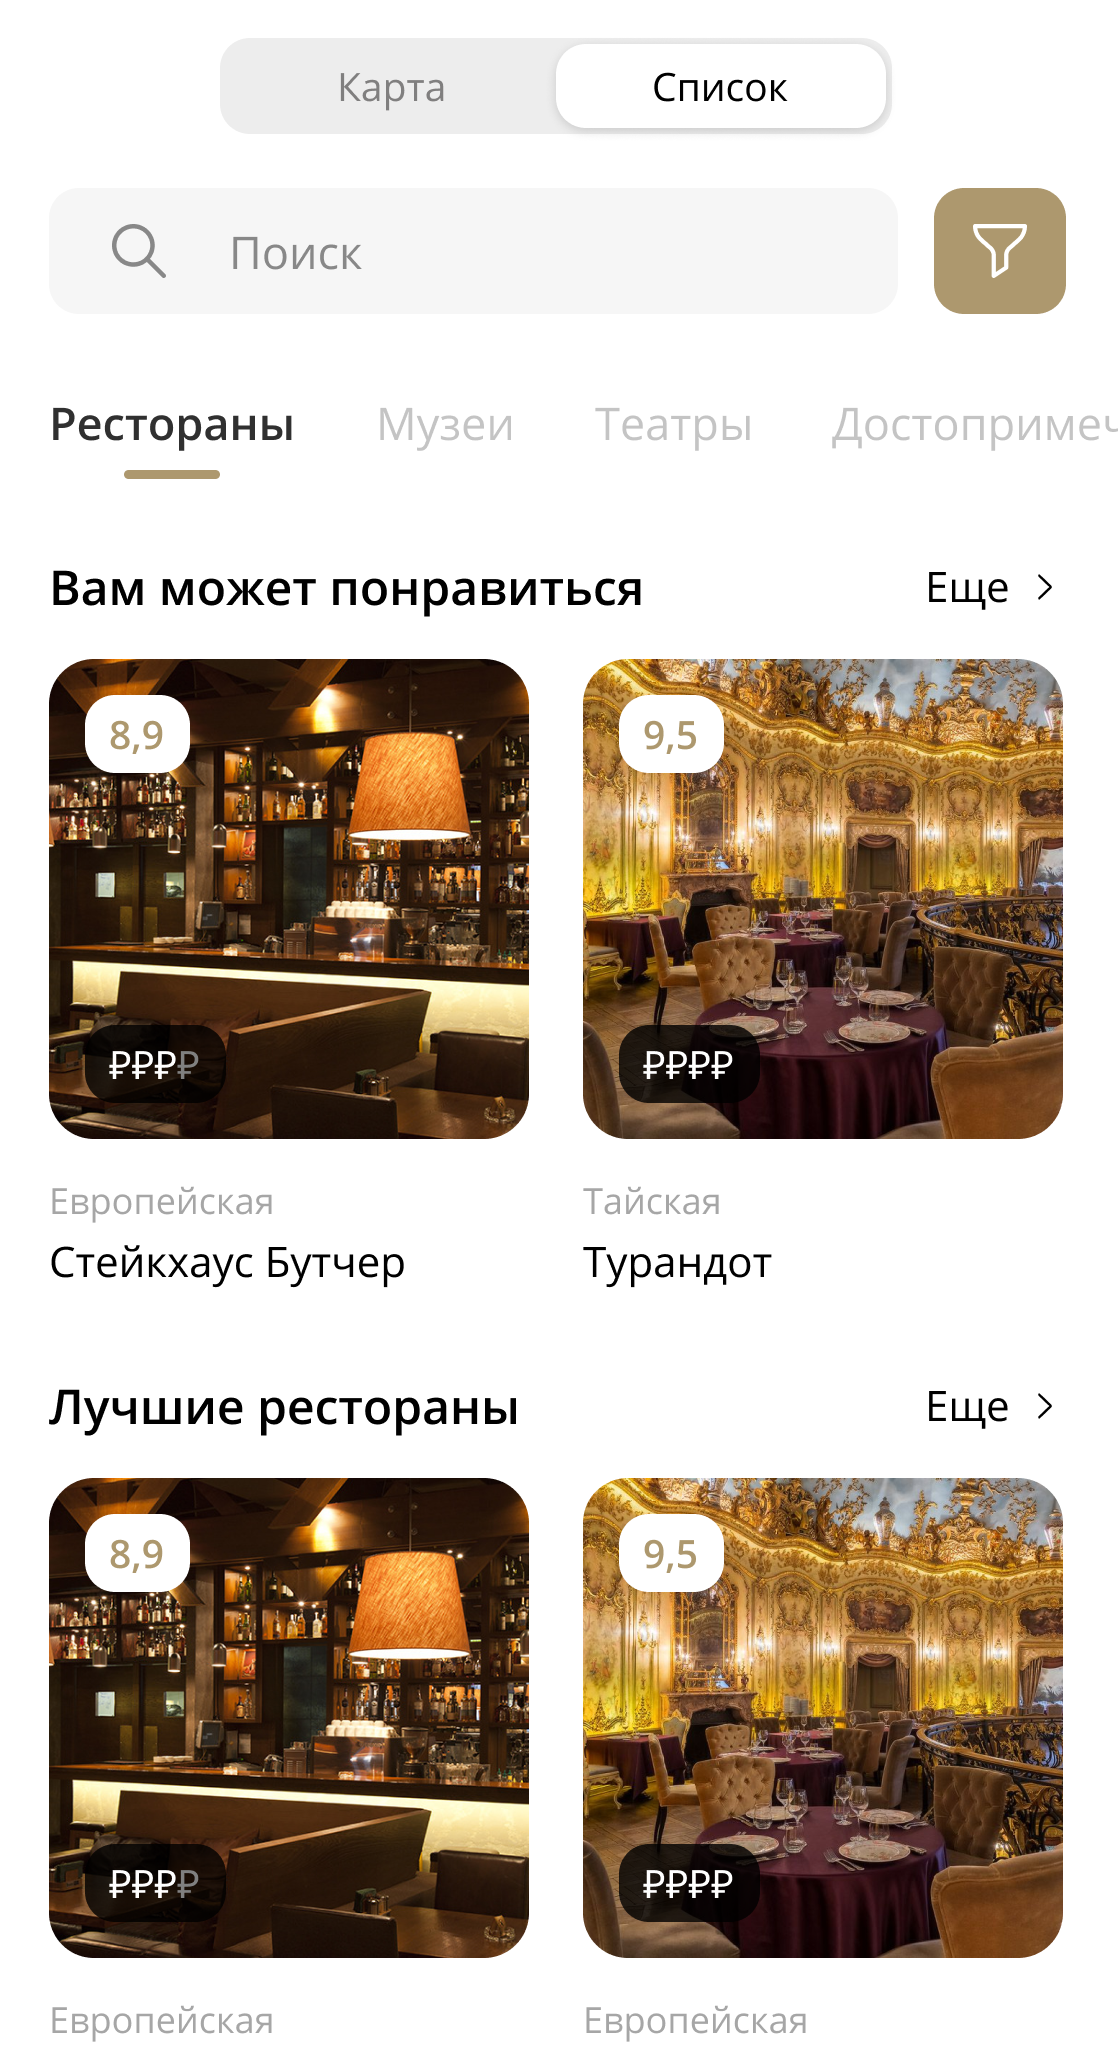 Карта Список
Поиск
Рестораны Музеи Театры Достопримеч
Вам может понравиться Еще
8,9 9,5
₽₽₽₽ ₽₽₽₽
Европейская Тайская
Стейкхаус Бутчер Турандот
Лучшие рестораны Еще
8,9 9,5
₽₽₽₽ ₽₽₽₽
Европейская Европейская